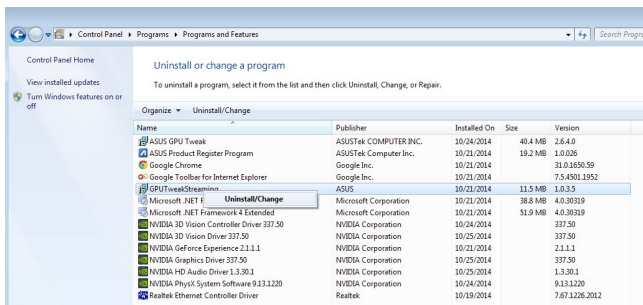 Control Panel ▸ Programs ▸ Programs and Features
Search Progra
Control Panel Home
View installed updates
Turn Windows features on or
off
Uninstall or change a program
To uninstall a program, select it from the list and then click Uninstall, Change, or Repair.
Organize Uninstall/Change
Name Publisher Installed On Size Version
ASUS GPU Tweak ASUSTek COMPUTER INC. 10/24/2014 40.4 MB 2.6.4.0
ASUS Product Register Program ASUSTek Computer Inc. 10/21/2014 19.2 MB 1.0.026
Google Chrome Google Inc. 10/21/2014 31.0.1650.59
Google Toolbar for Internet Explorer Google Inc. 10/21/2014 7.5.4501.1952
GPUTweakStreaming ASUS 10/21/2014 11.5 MB 1.0.3.5
Uninstall/Change
Microsoft .NET F Microsoft Corporation 10/21/2014 38.8 MB 4.0.30319
Microsoft .NET Framework 4 Extended Microsoft Corporation 10/21/2014 51.9 MB 4.0.30319
NVIDIA 3D Vision Controller Driver 337.50 NVIDIA Corporation 10/24/2014 337.50
NVIDIA 3D Vision Driver 337.50 NVIDIA Corporation 10/25/2014 337.50
NVIDIA GeForce Experience 2.1.1.1 NVIDIA Corporation 10/21/2014 2.1.1.1
NVIDIA Graphics Driver 337.50 NVIDIA Corporation 10/25/2014 337.50
NVIDIA HD Audio Driver 1.3.30.1 NVIDIA Corporation 10/25/2014 1.3.30.1
NVIDIA PhysX System Software 9.13.1220 NVIDIA Corporation 10/24/2014 9.13.1220
Realtek Ethernet Controller Driver Realtek 10/19/2014 7.67.1226.2012